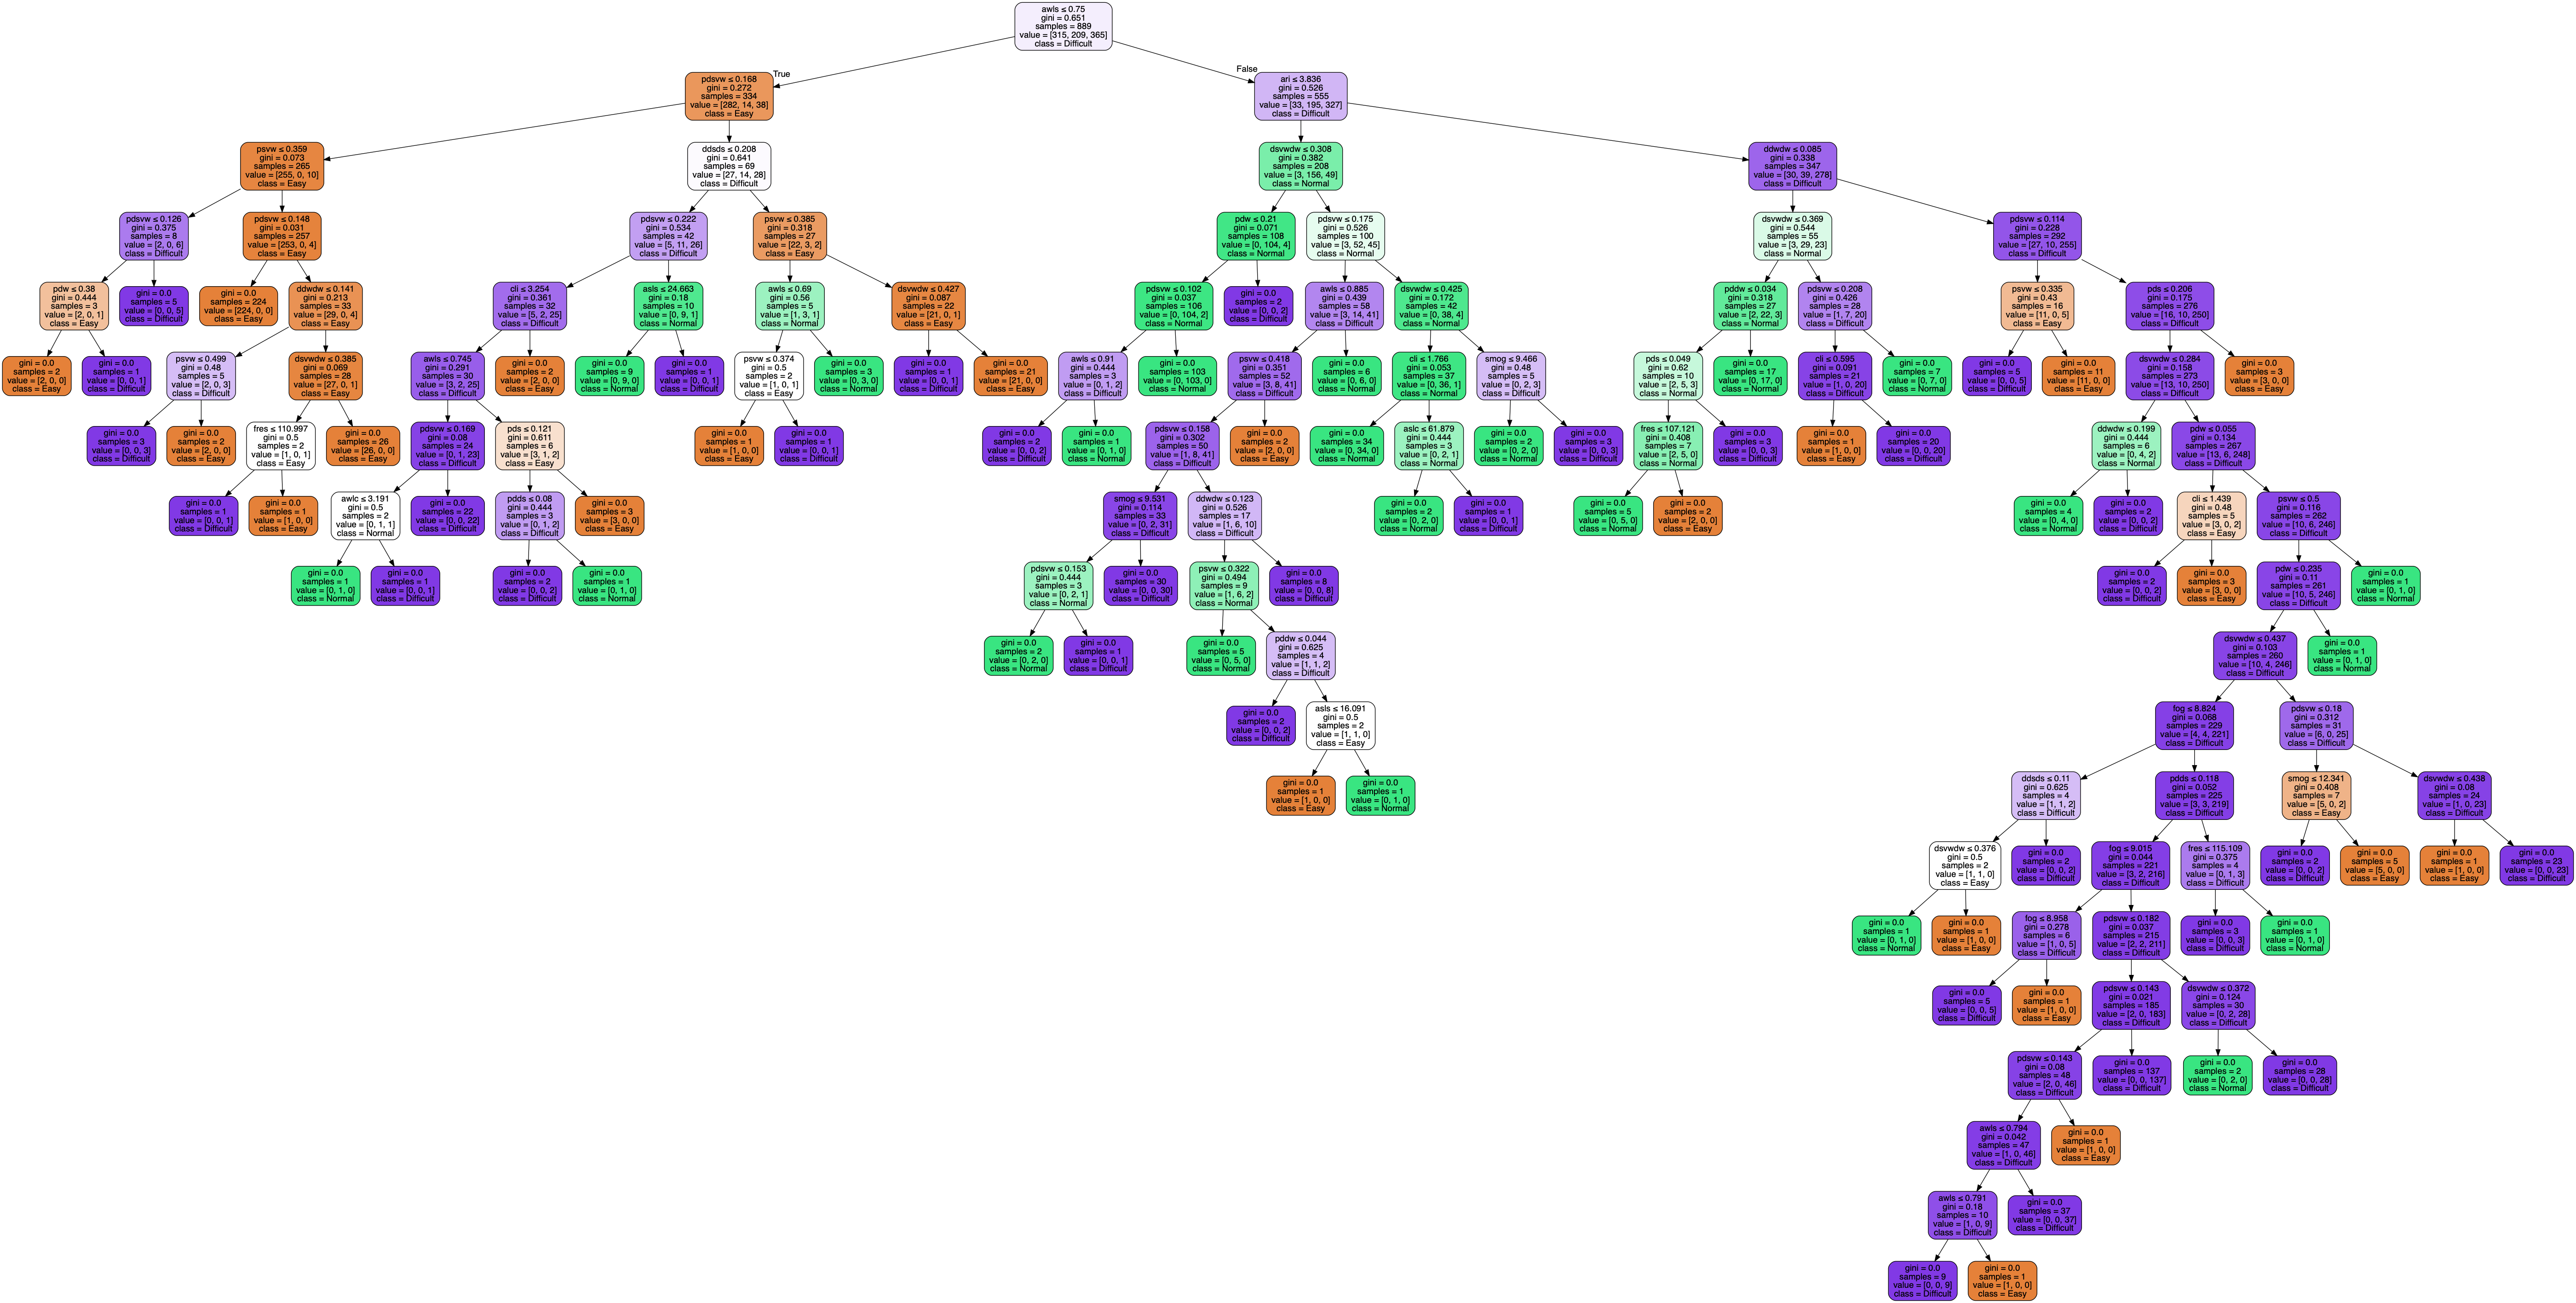 awls ≤ 0.75
gini = 0.651
samples = 889
value = [315, 209, 365]
class = Difficult
True
False
pdsvw ≤ 0.168
gini = 0.272
samples = 334
value = [282, 14, 38]
class = Easy
ari ≤ 3.836
gini = 0.526
samples = 555
value = [33, 195, 327]
class = Difficult
psvw ≤ 0.359
gini = 0.073
samples = 265
value = [255, 0, 10]
class = Easy
ddsds ≤ 0.208
gini = 0.641
samples = 69
value = [27, 14, 28]
class = Difficult
dsvwdw ≤ 0.308
gini = 0.382
samples = 208
value = [3, 156, 49]
class = Normal
ddwdw ≤ 0.085
gini = 0.338
samples = 347
value = [30, 39, 278]
class = Difficult
pdsvw ≤ 0.126
gini = 0.375
samples = 8
value = [2, 0, 6]
class = Difficult
pdsvw ≤ 0.148
gini = 0.031
samples = 257
value = [253, 0, 4]
class = Easy
pdsvw ≤ 0.222
gini = 0.534
samples = 42
value = [5, 11, 26]
class = Difficult
psvw ≤ 0.385
gini = 0.318
samples = 27
value = [22, 3, 2]
class = Easy
pdw ≤ 0.21
gini = 0.071
samples = 108
value = [0, 104, 4]
class = Normal
pdsvw ≤ 0.175
gini = 0.526
samples = 100
value = [3, 52, 45]
class = Normal
dsvwdw ≤ 0.369
gini = 0.544
samples = 55
value = [3, 29, 23]
class = Normal
pdsvw ≤ 0.114
gini = 0.228
samples = 292
value = [27, 10, 255]
class = Difficult
pdw ≤ 0.38
gini = 0.444
samples = 3
value = [2, 0, 1]
class = Easy
gini = 0.0
samples = 5
value = [0, 0, 5]
class = Difficult
gini = 0.0
samples = 224
value = [224, 0, 0]
class = Easy
ddwdw ≤ 0.141
gini = 0.213
samples = 33
value = [29, 0, 4]
class = Easy
cli ≤ 3.254
gini = 0.361
samples = 32
value = [5, 2, 25]
class = Difficult
asls ≤ 24.663
gini = 0.18
samples = 10
value = [0, 9, 1]
class = Normal
awls ≤ 0.69
gini = 0.56
samples = 5
value = [1, 3, 1]
class = Normal
dsvwdw ≤ 0.427
gini = 0.087
samples = 22
value = [21, 0, 1]
class = Easy
pdsvw ≤ 0.102
gini = 0.037
samples = 106
value = [0, 104, 2]
class = Normal
gini = 0.0
samples = 2
value = [0, 0, 2]
class = Difficult
awls ≤ 0.885
gini = 0.439
samples = 58
value = [3, 14, 41]
class = Difficult
dsvwdw ≤ 0.425
gini = 0.172
samples = 42
value = [0, 38, 4]
class = Normal
pddw ≤ 0.034
gini = 0.318
samples = 27
value = [2, 22, 3]
class = Normal
pdsvw ≤ 0.208
gini = 0.426
samples = 28
value = [1, 7, 20]
class = Difficult
psvw ≤ 0.335
gini = 0.43
samples = 16
value = [11, 0, 5]
class = Easy
pds ≤ 0.206
gini = 0.175
samples = 276
value = [16, 10, 250]
class = Difficult
gini = 0.0
samples = 2
value = [2, 0, 0]
class = Easy
gini = 0.0
samples = 1
value = [0, 0, 1]
class = Difficult
psvw ≤ 0.499
gini = 0.48
samples = 5
value = [2, 0, 3]
class = Difficult
dsvwdw ≤ 0.385
gini = 0.069
samples = 28
value = [27, 0, 1]
class = Easy
awls ≤ 0.745
gini = 0.291
samples = 30
value = [3, 2, 25]
class = Difficult
gini = 0.0
samples = 2
value = [2, 0, 0]
class = Easy
gini = 0.0
samples = 9
value = [0, 9, 0]
class = Normal
gini = 0.0
samples = 1
value = [0, 0, 1]
class = Difficult
psvw ≤ 0.374
gini = 0.5
samples = 2
value = [1, 0, 1]
class = Easy
gini = 0.0
samples = 3
value = [0, 3, 0]
class = Normal
gini = 0.0
samples = 1
value = [0, 0, 1]
class = Difficult
gini = 0.0
samples = 21
value = [21, 0, 0]
class = Easy
awls ≤ 0.91
gini = 0.444
samples = 3
value = [0, 1, 2]
class = Difficult
gini = 0.0
samples = 103
value = [0, 103, 0]
class = Normal
psvw ≤ 0.418
gini = 0.351
samples = 52
value = [3, 8, 41]
class = Difficult
gini = 0.0
samples = 6
value = [0, 6, 0]
class = Normal
cli ≤ 1.766
gini = 0.053
samples = 37
value = [0, 36, 1]
class = Normal
smog ≤ 9.466
gini = 0.48
samples = 5
value = [0, 2, 3]
class = Difficult
pds ≤ 0.049
gini = 0.62
samples = 10
value = [2, 5, 3]
class = Normal
gini = 0.0
samples = 17
value = [0, 17, 0]
class = Normal
cli ≤ 0.595
gini = 0.091
samples = 21
value = [1, 0, 20]
class = Difficult
gini = 0.0
samples = 7
value = [0, 7, 0]
class = Normal
gini = 0.0
samples = 5
value = [0, 0, 5]
class = Difficult
gini = 0.0
samples = 11
value = [11, 0, 0]
class = Easy
dsvwdw ≤ 0.284
gini = 0.158
samples = 273
value = [13, 10, 250]
class = Difficult
gini = 0.0
samples = 3
value = [3, 0, 0]
class = Easy
gini = 0.0
samples = 3
value = [0, 0, 3]
class = Difficult
gini = 0.0
samples = 2
value = [2, 0, 0]
class = Easy
fres ≤ 110.997
gini = 0.5
samples = 2
value = [1, 0, 1]
class = Easy
gini = 0.0
samples = 26
value = [26, 0, 0]
class = Easy
pdsvw ≤ 0.169
gini = 0.08
samples = 24
value = [0, 1, 23]
class = Difficult
pds ≤ 0.121
gini = 0.611
samples = 6
value = [3, 1, 2]
class = Easy
gini = 0.0
samples = 1
value = [1, 0, 0]
class = Easy
gini = 0.0
samples = 1
value = [0, 0, 1]
class = Difficult
gini = 0.0
samples = 2
value = [0, 0, 2]
class = Difficult
gini = 0.0
samples = 1
value = [0, 1, 0]
class = Normal
pdsvw ≤ 0.158
gini = 0.302
samples = 50
value = [1, 8, 41]
class = Difficult
gini = 0.0
samples = 2
value = [2, 0, 0]
class = Easy
gini = 0.0
samples = 34
value = [0, 34, 0]
class = Normal
aslc ≤ 61.879
gini = 0.444
samples = 3
value = [0, 2, 1]
class = Normal
gini = 0.0
samples = 2
value = [0, 2, 0]
class = Normal
gini = 0.0
samples = 3
value = [0, 0, 3]
class = Difficult
fres ≤ 107.121
gini = 0.408
samples = 7
value = [2, 5, 0]
class = Normal
gini = 0.0
samples = 3
value = [0, 0, 3]
class = Difficult
gini = 0.0
samples = 1
value = [1, 0, 0]
class = Easy
gini = 0.0
samples = 20
value = [0, 0, 20]
class = Difficult
ddwdw ≤ 0.199
gini = 0.444
samples = 6
value = [0, 4, 2]
class = Normal
pdw ≤ 0.055
gini = 0.134
samples = 267
value = [13, 6, 248]
class = Difficult
gini = 0.0
samples = 1
value = [0, 0, 1]
class = Difficult
gini = 0.0
samples = 1
value = [1, 0, 0]
class = Easy
awlc ≤ 3.191
gini = 0.5
samples = 2
value = [0, 1, 1]
class = Normal
gini = 0.0
samples = 22
value = [0, 0, 22]
class = Difficult
pdds ≤ 0.08
gini = 0.444
samples = 3
value = [0, 1, 2]
class = Difficult
gini = 0.0
samples = 3
value = [3, 0, 0]
class = Easy
smog ≤ 9.531
gini = 0.114
samples = 33
value = [0, 2, 31]
class = Difficult
ddwdw ≤ 0.123
gini = 0.526
samples = 17
value = [1, 6, 10]
class = Difficult
gini = 0.0
samples = 2
value = [0, 2, 0]
class = Normal
gini = 0.0
samples = 1
value = [0, 0, 1]
class = Difficult
gini = 0.0
samples = 5
value = [0, 5, 0]
class = Normal
gini = 0.0
samples = 2
value = [2, 0, 0]
class = Easy
gini = 0.0
samples = 4
value = [0, 4, 0]
class = Normal
gini = 0.0
samples = 2
value = [0, 0, 2]
class = Difficult
cli ≤ 1.439
gini = 0.48
samples = 5
value = [3, 0, 2]
class = Easy
psvw ≤ 0.5
gini = 0.116
samples = 262
value = [10, 6, 246]
class = Difficult
gini = 0.0
samples = 1
value = [0, 1, 0]
class = Normal
gini = 0.0
samples = 1
value = [0, 0, 1]
class = Difficult
gini = 0.0
samples = 2
value = [0, 0, 2]
class = Difficult
gini = 0.0
samples = 1
value = [0, 1, 0]
class = Normal
pdsvw ≤ 0.153
gini = 0.444
samples = 3
value = [0, 2, 1]
class = Normal
gini = 0.0
samples = 30
value = [0, 0, 30]
class = Difficult
psvw ≤ 0.322
gini = 0.494
samples = 9
value = [1, 6, 2]
class = Normal
gini = 0.0
samples = 8
value = [0, 0, 8]
class = Difficult
gini = 0.0
samples = 2
value = [0, 0, 2]
class = Difficult
gini = 0.0
samples = 3
value = [3, 0, 0]
class = Easy
pdw ≤ 0.235
gini = 0.11
samples = 261
value = [10, 5, 246]
class = Difficult
gini = 0.0
samples = 1
value = [0, 1, 0]
class = Normal
gini = 0.0
samples = 2
value = [0, 2, 0]
class = Normal
gini = 0.0
samples = 1
value = [0, 0, 1]
class = Difficult
gini = 0.0
samples = 5
value = [0, 5, 0]
class = Normal
pddw ≤ 0.044
gini = 0.625
samples = 4
value = [1, 1, 2]
class = Difficult
dsvwdw ≤ 0.437
gini = 0.103
samples = 260
value = [10, 4, 246]
class = Difficult
gini = 0.0
samples = 1
value = [0, 1, 0]
class = Normal
gini = 0.0
samples = 2
value = [0, 0, 2]
class = Difficult
asls ≤ 16.091
gini = 0.5
samples = 2
value = [1, 1, 0]
class = Easy
fog ≤ 8.824
gini = 0.068
samples = 229
value = [4, 4, 221]
class = Difficult
pdsvw ≤ 0.18
gini = 0.312
samples = 31
value = [6, 0, 25]
class = Difficult
gini = 0.0
samples = 1
value = [1, 0, 0]
class = Easy
gini = 0.0
samples = 1
value = [0, 1, 0]
class = Normal
ddsds ≤ 0.11
gini = 0.625
samples = 4
value = [1, 1, 2]
class = Difficult
pdds ≤ 0.118
gini = 0.052
samples = 225
value = [3, 3, 219]
class = Difficult
smog ≤ 12.341
gini = 0.408
samples = 7
value = [5, 0, 2]
class = Easy
dsvwdw ≤ 0.438
gini = 0.08
samples = 24
value = [1, 0, 23]
class = Difficult
dsvwdw ≤ 0.376
gini = 0.5
samples = 2
value = [1, 1, 0]
class = Easy
gini = 0.0
samples = 2
value = [0, 0, 2]
class = Difficult
fog ≤ 9.015
gini = 0.044
samples = 221
value = [3, 2, 216]
class = Difficult
fres ≤ 115.109
gini = 0.375
samples = 4
value = [0, 1, 3]
class = Difficult
gini = 0.0
samples = 2
value = [0, 0, 2]
class = Difficult
gini = 0.0
samples = 5
value = [5, 0, 0]
class = Easy
gini = 0.0
samples = 1
value = [1, 0, 0]
class = Easy
gini = 0.0
samples = 23
value = [0, 0, 23]
class = Difficult
gini = 0.0
samples = 1
value = [0, 1, 0]
class = Normal
gini = 0.0
samples = 1
value = [1, 0, 0]
class = Easy
fog ≤ 8.958
gini = 0.278
samples = 6
value = [1, 0, 5]
class = Difficult
pdsvw ≤ 0.182
gini = 0.037
samples = 215
value = [2, 2, 211]
class = Difficult
gini = 0.0
samples = 3
value = [0, 0, 3]
class = Difficult
gini = 0.0
samples = 1
value = [0, 1, 0]
class = Normal
gini = 0.0
samples = 5
value = [0, 0, 5]
class = Difficult
gini = 0.0
samples = 1
value = [1, 0, 0]
class = Easy
pdsvw ≤ 0.143
gini = 0.021
samples = 185
value = [2, 0, 183]
class = Difficult
dsvwdw ≤ 0.372
gini = 0.124
samples = 30
value = [0, 2, 28]
class = Difficult
pdsvw ≤ 0.143
gini = 0.08
samples = 48
value = [2, 0, 46]
class = Difficult
gini = 0.0
samples = 137
value = [0, 0, 137]
class = Difficult
gini = 0.0
samples = 2
value = [0, 2, 0]
class = Normal
gini = 0.0
samples = 28
value = [0, 0, 28]
class = Difficult
awls ≤ 0.794
gini = 0.042
samples = 47
value = [1, 0, 46]
class = Difficult
gini = 0.0
samples = 1
value = [1, 0, 0]
class = Easy
awls ≤ 0.791
gini = 0.18
samples = 10
value = [1, 0, 9]
class = Difficult
gini = 0.0
samples = 37
value = [0, 0, 37]
class = Difficult
gini = 0.0
samples = 9
value = [0, 0, 9]
class = Difficult
gini = 0.0
samples = 1
value = [1, 0, 0]
class = Easy